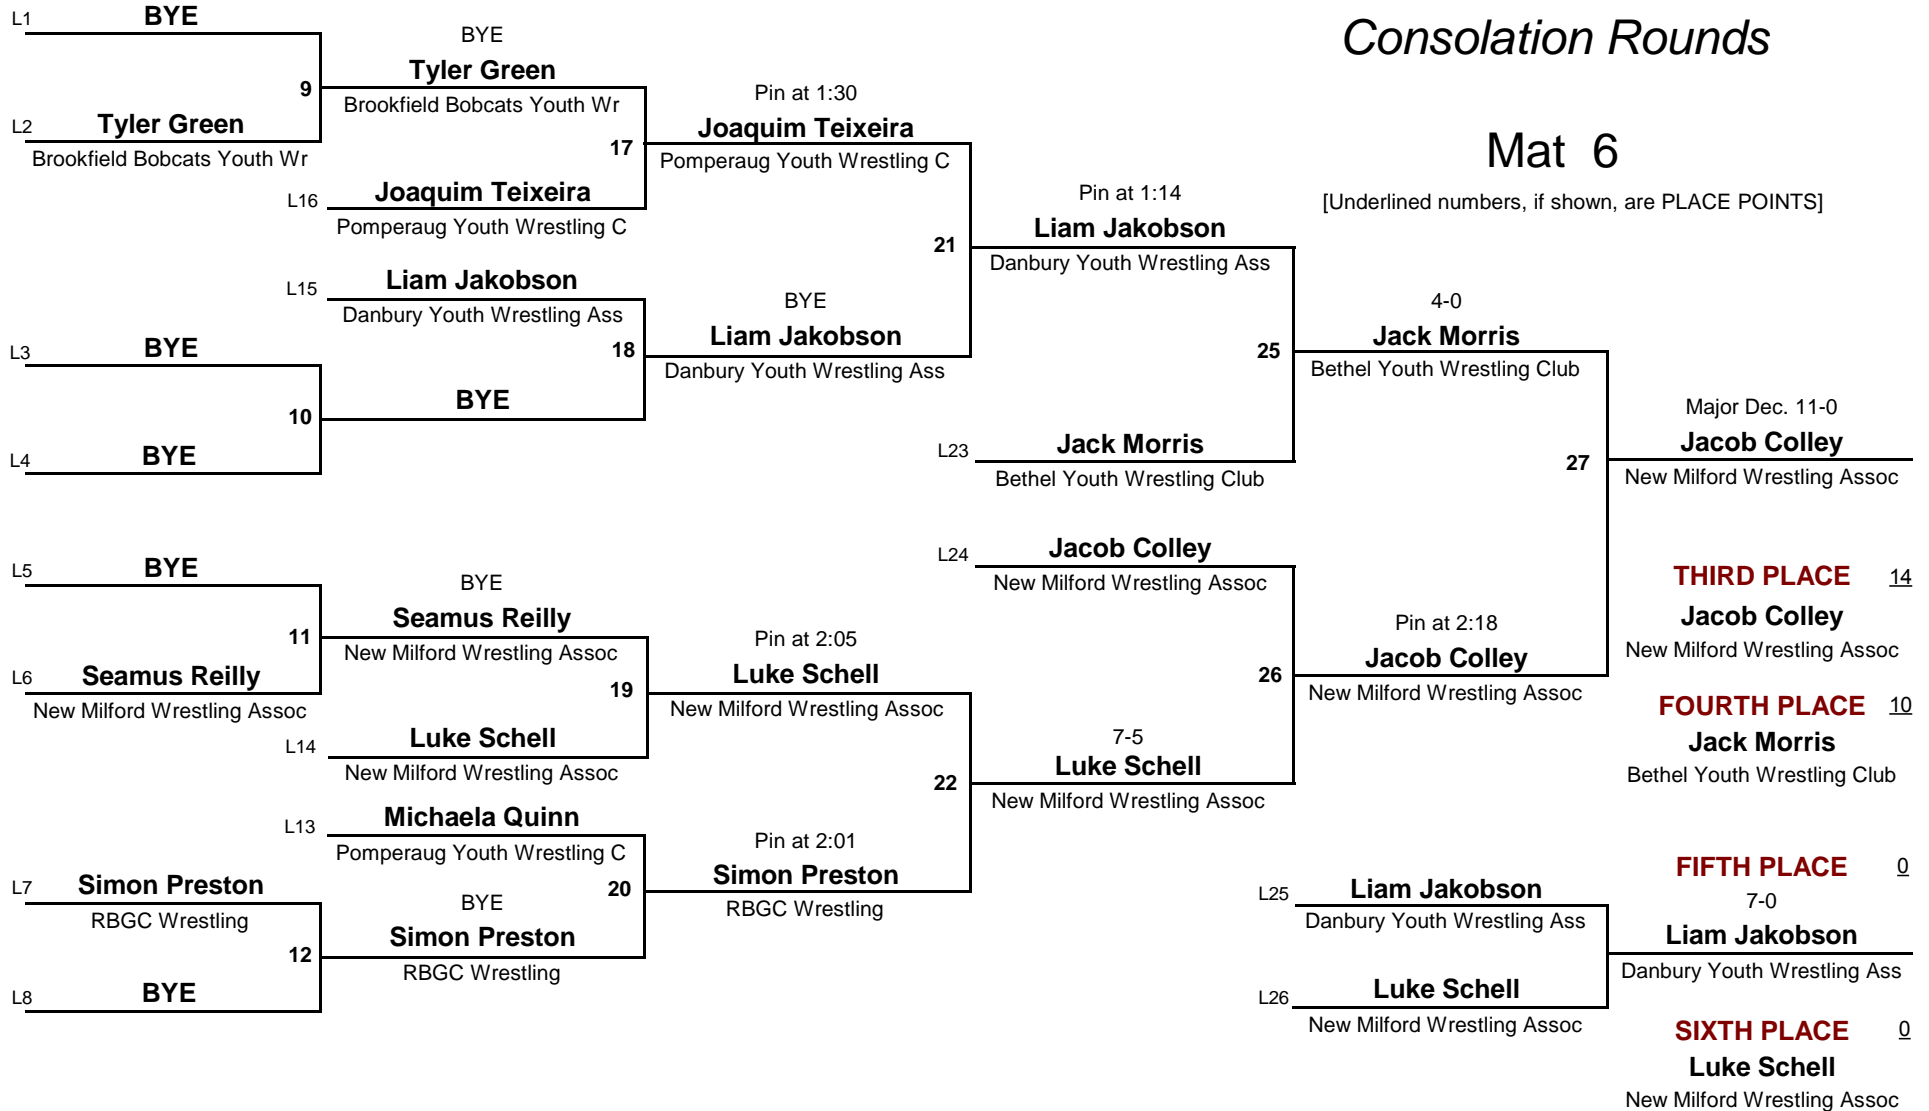 Consolation Rounds
Mat 6
[Underlined numbers, if shown, are PLACE POINTS]
L1
BYE
9
L2
Tyler Green
Brookfield Bobcats Youth Wr
L3
BYE
10
L4
BYE
L5
BYE
11
L6
Seamus Reilly
New Milford Wrestling Assoc
L7
Simon Preston
RBGC Wrestling
12
L8
BYE
BYE
Tyler Green
Brookfield Bobcats Youth Wr
17
L16
Joaquim Teixeira
Pomperaug Youth Wrestling C
L15
Liam Jakobson
Danbury Youth Wrestling Ass
18
BYE
BYE
Seamus Reilly
New Milford Wrestling Assoc
19
L14
Luke Schell
New Milford Wrestling Assoc
L13
Michaela Quinn
Pomperaug Youth Wrestling C
20
BYE
Simon Preston
RBGC Wrestling
Pin at 1:30
Joaquim Teixeira
Pomperaug Youth Wrestling C
21
BYE
Liam Jakobson
Danbury Youth Wrestling Ass
Pin at 2:05
Luke Schell
New Milford Wrestling Assoc
22
Pin at 2:01
Simon Preston
RBGC Wrestling
Pin at 1:14
Liam Jakobson
Danbury Youth Wrestling Ass
25
L23
Jack Morris
Bethel Youth Wrestling Club
L24
Jacob Colley
New Milford Wrestling Assoc
26
7-5
Luke Schell
New Milford Wrestling Assoc
4-0
Jack Morris
Bethel Youth Wrestling Club
27
Pin at 2:18
Jacob Colley
New Milford Wrestling Assoc
Major Dec. 11-0
Jacob Colley
New Milford Wrestling Assoc
THIRD PLACE 14
Jacob Colley
New Milford Wrestling Assoc
FOURTH PLACE 10
Jack Morris
Bethel Youth Wrestling Club
L25
Liam Jakobson
Danbury Youth Wrestling Ass
L26
Luke Schell
New Milford Wrestling Assoc
FIFTH PLACE 0
7-0
Liam Jakobson
Danbury Youth Wrestling Ass
SIXTH PLACE 0
Luke Schell
New Milford Wrestling Assoc